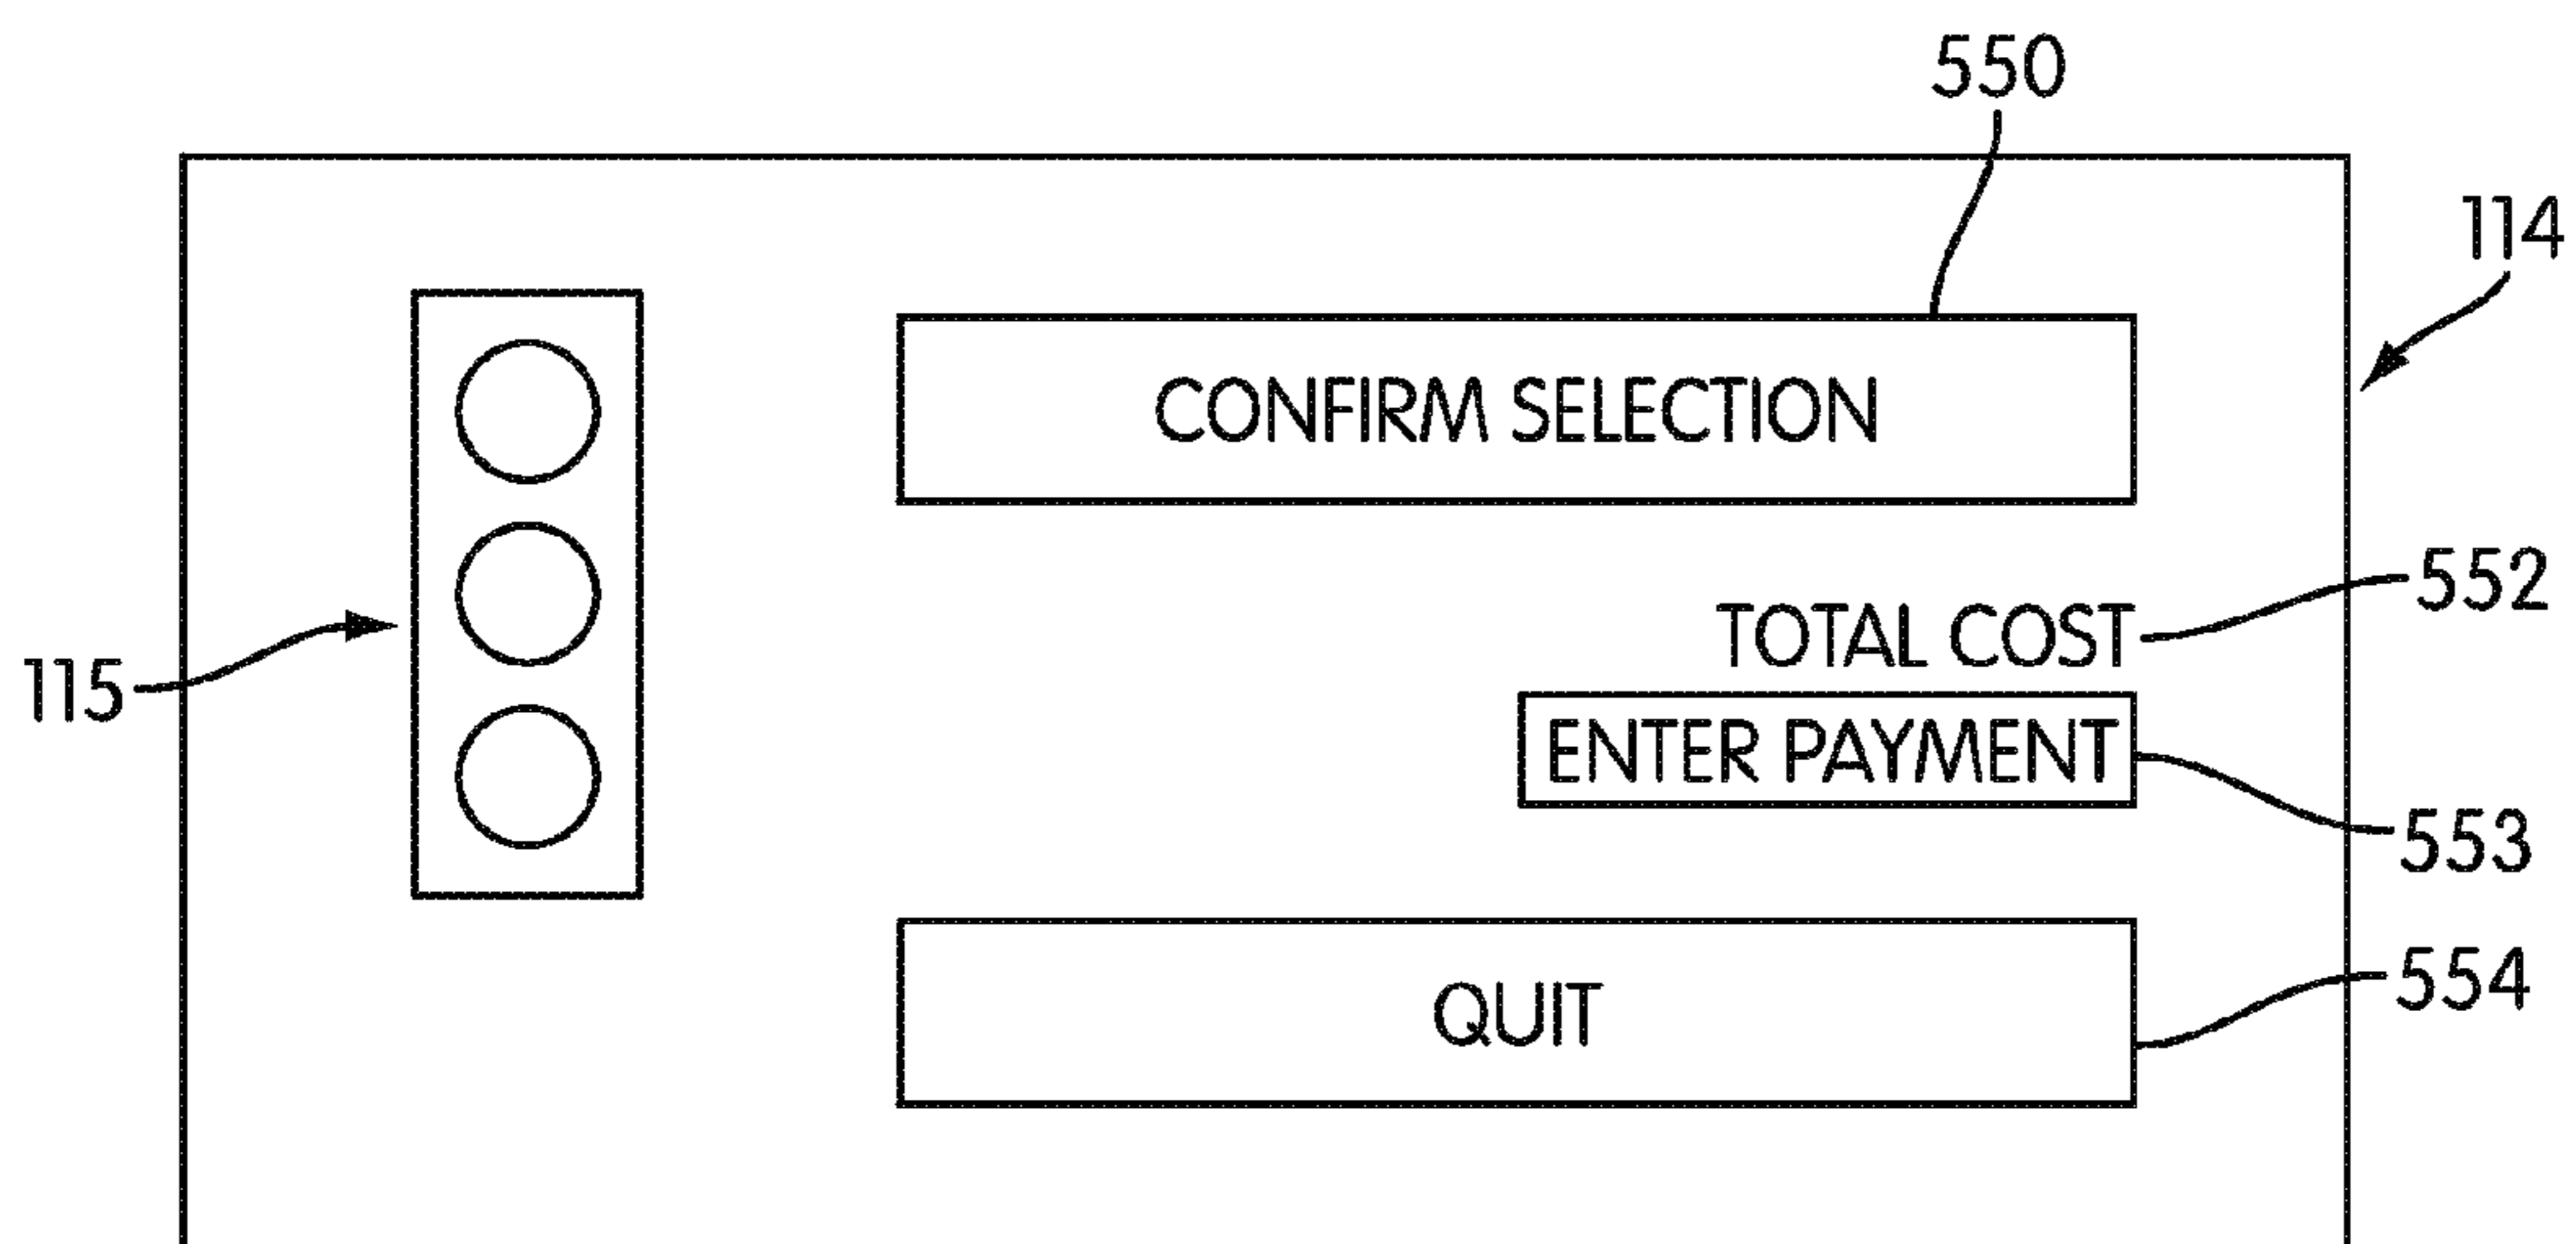 550
114
CONFIRM SELECTION
552
TOTAL COST
115
ENTER PAYMENT
553
554
QUIT